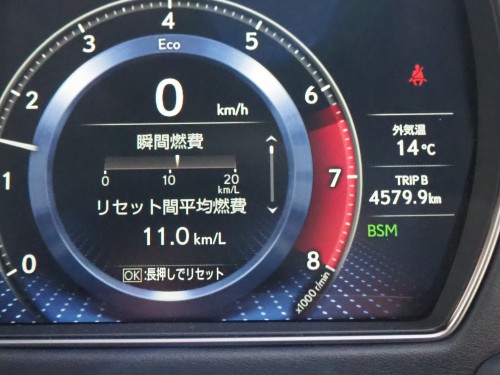 4
3
Eco
5
2
0 km/h
6
瞬間燃費
外気温
14℃
0 10 20
km/L
1
7
TRIP B
4579.9km
リセット間平均燃費
11.0 km/L
BSM
OK:長押しでリセット
0
8
x1000 r/min